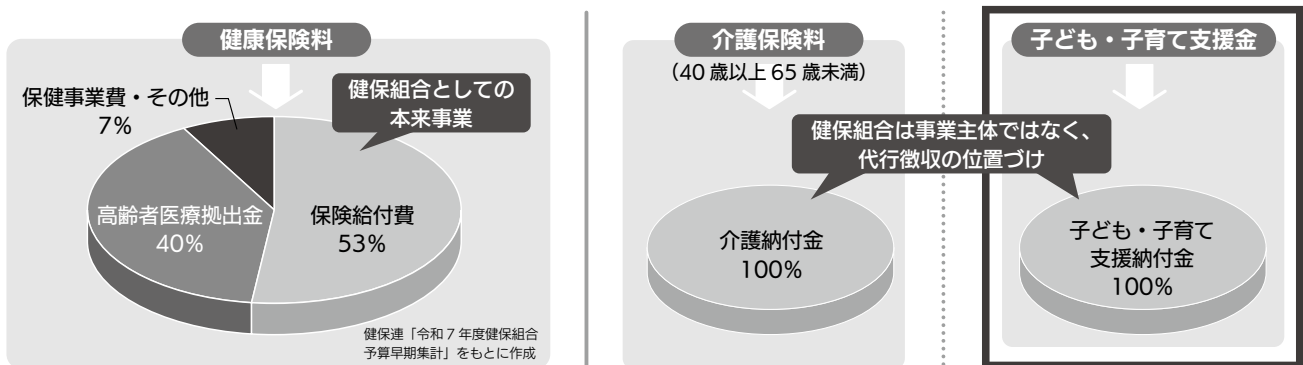 健康保険料
保健事業費・その他
7%
健保組合としての
本来事業
高齢者医療拠出金
40%
保険給付費
53%
健保連「令和7年度健保組合
予算早期集計」をもとに作成
介護保険料
(40歳以上65歳未満)
健保組合は事業主体ではなく、
代行徴収の位置づけ
介護納付金
100%
子ども・子育て支援金
子ども・子育て
支援納付金
100%